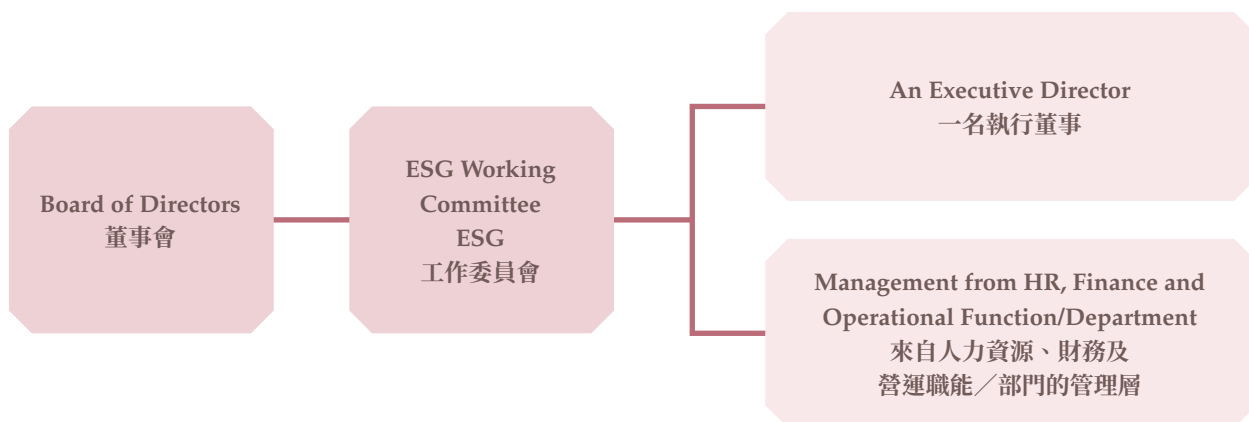 Board of Directors
董事會
ESG Working
Committee
ESG
工作委員會
An Executive Director
一名執行董事
Management from HR, Finance and
Operational Function/Department
來自人力資源、財務及
營運職能／部門的管理層